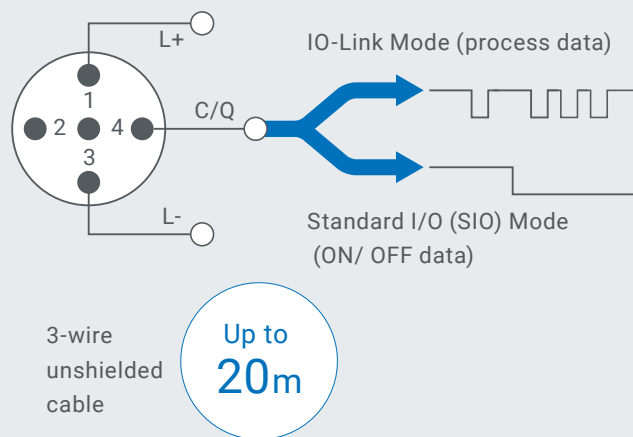 L+
IO-Link Mode (process data)
1
C/Q
2
4
3
L-
Standard I/O (SIO) Mode
(ON/ OFF data)
3-wire
unshielded
cable
Up to
20m